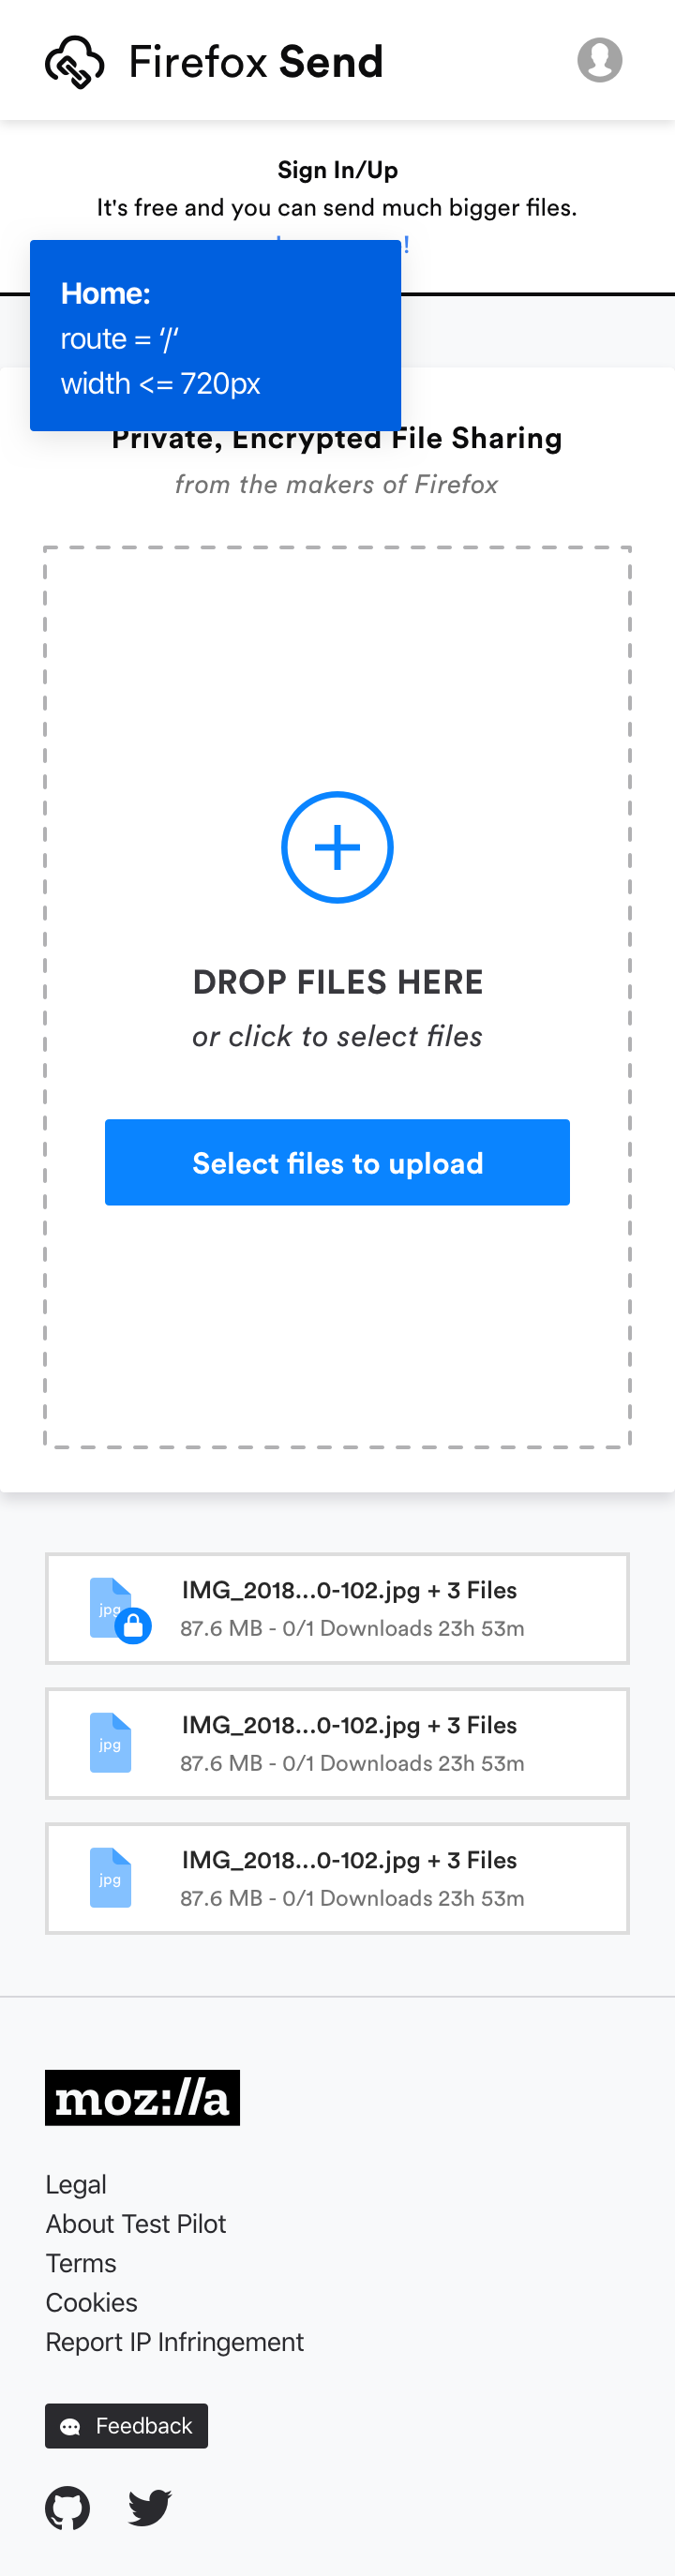 Firefox Send
Sign In/Up
It's free and you can send much bigger files.
!
Home:
route = ‘/’
width <= 720px
Private, Encrypted File Sharing
from the makers of Firefox
DROP FILES HERE
or click to select files
Select files to upload
IMG_2018...0-102.jpg + 3 Files
jpg
87.6 MB - 0/1 Downloads 23h 53m
IMG_2018...0-102.jpg + 3 Files
jpg
87.6 MB - 0/1 Downloads 23h 53m
IMG_2018...0-102.jpg + 3 Files
jpg
87.6 MB - 0/1 Downloads 23h 53m
moz://a
Legal
About Test Pilot
Terms
Cookies
Report IP Infringement
Feedback